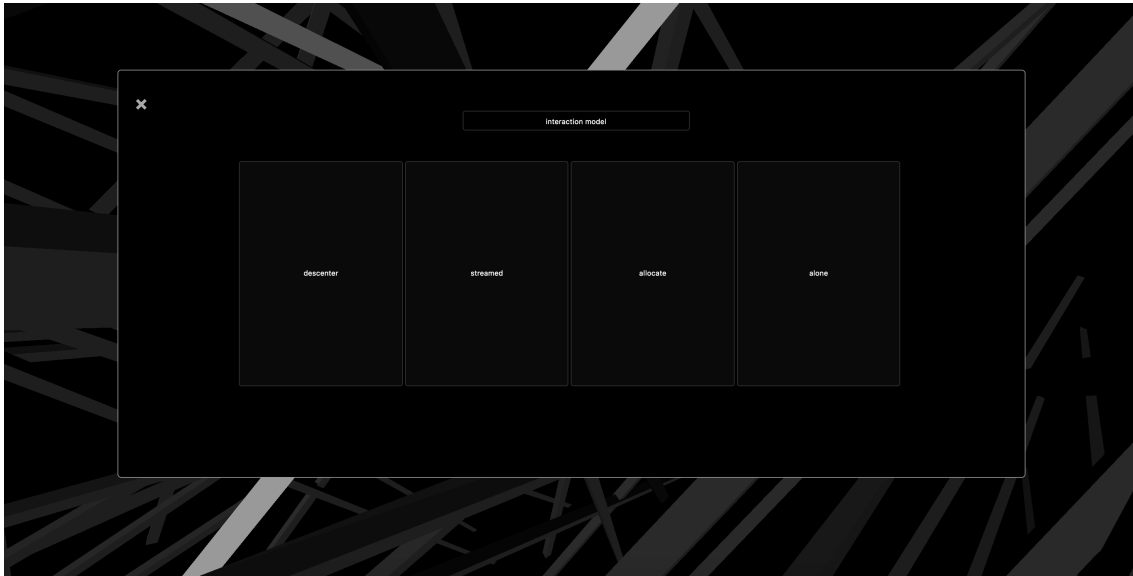 interaction model
descenter
streamed
allocate
alone